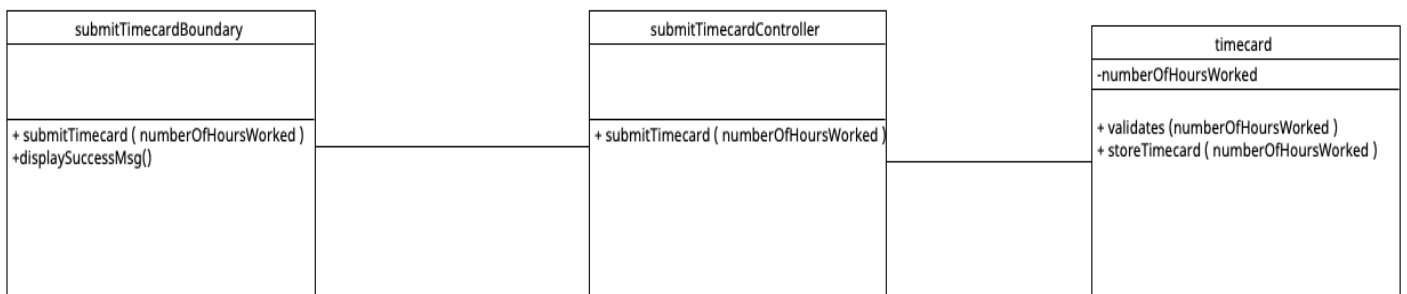 submitTimecardBoundary
+ submitTimecard ( numberOfHoursWorked )
+displaySuccessMsg()
submitTimecardController
+ submitTimecard ( numberOfHoursWorked )
timecard
-numberOfHoursWorked
+ validates (numberOfHoursWorked )
+ storeTimecard ( numberOfHoursWorked )